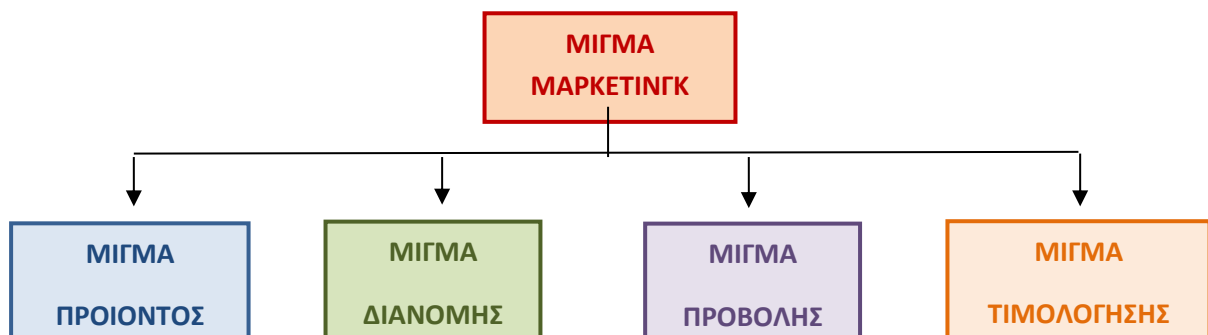 ΜΙΓΜΑ
ΜΑΡΚΕΤΙΝΓΚ
ΜΙΓΜΑ
ΠΡΟΙΟΝΤΟΣ
ΜΙΓΜΑ
ΔΙΑΝΟΜΗΣ
ΜΙΓΜΑ
ΠΡΟΒΟΛΗΣ
ΜΙΓΜΑ
ΤΙΜΟΛΟΓΗΣΗΣ